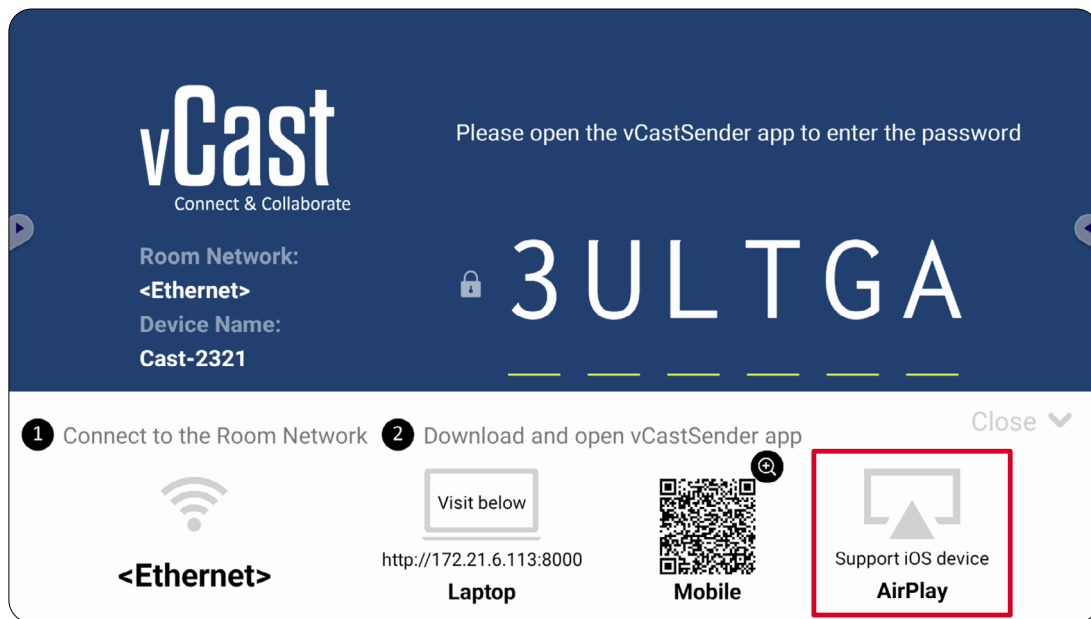 vCast
Connect & Collaborate
Please open the vCastSender app to enter the password
Room Network:
<Ethernet>
Device Name:
Cast-2321
3ULTGA
1 Connect to the Room Network
2 Download and open vCastSender app
Close
<Ethernet>
Visit below
http://172.21.6.113:8000
Laptop
Mobile
Support iOS device
AirPlay